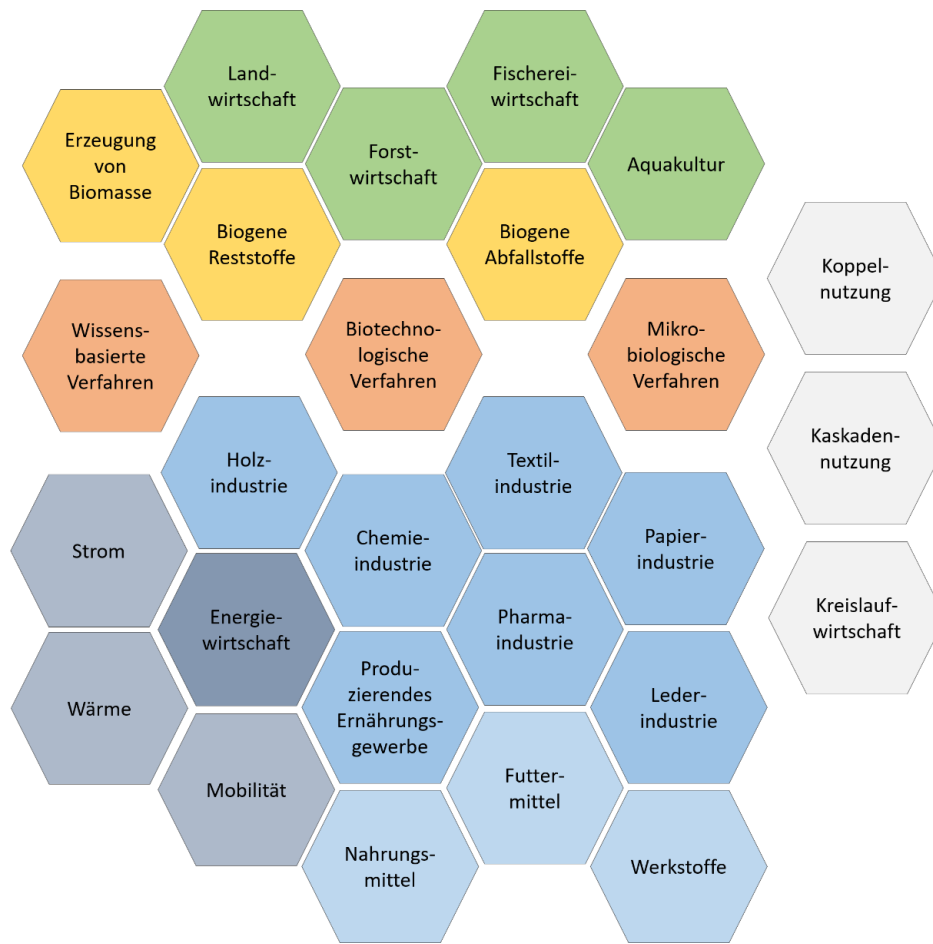 Land-
wirtschaft
Fischerei-
wirtschaft
Erzeugung
von
Biomasse
Forst-
wirtschaft
Aquakultur
Biogene
Reststoffe
Biogene
Abfallstoffe
Koppel-
nutzung
Wissens-
basierte
Verfahren
Biotechno-
logische
Verfahren
Mikro-
biologische
Verfahren
Kaskaden-
nutzung
Holz-
industrie
Textil-
industrie
Strom
Chemie-
industrie
Papier-
industrie
Kreislauf-
wirtschaft
Energie-
wirtschaft
Pharma-
industrie
Wärme
Produ-
zierendes
Ernährungs-
gewerbe
Leder-
industrie
Mobilität
Futter-
mittel
Nahrungs-
mittel
Werkstoffe